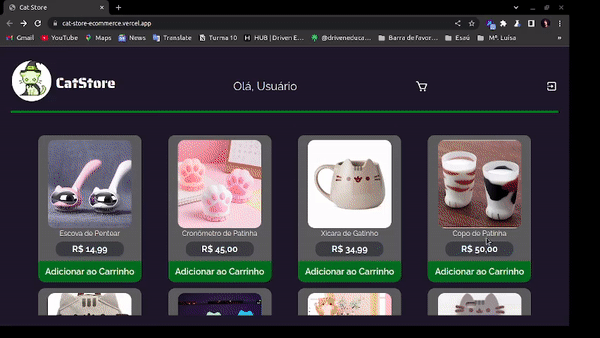 Cat Store
cat-store-ecommerce.vercel.app
Gmail YouTube Maps News Translate Turma 10 HUB | Driven E... @driveneduca... Barra de favor... Esaú Mª. Luísa
CatStore
Olá, Usuário
Escova de Pentear Cronômetro de Patinha Xícara de Gatinho Copo de Patinha
R$ 14,99 R$ 45,00 R$ 34,99 R$ 50,00
Adicionar ao Carrinho Adicionar ao Carrinho Adicionar ao Carrinho Adicionar ao Carrinho